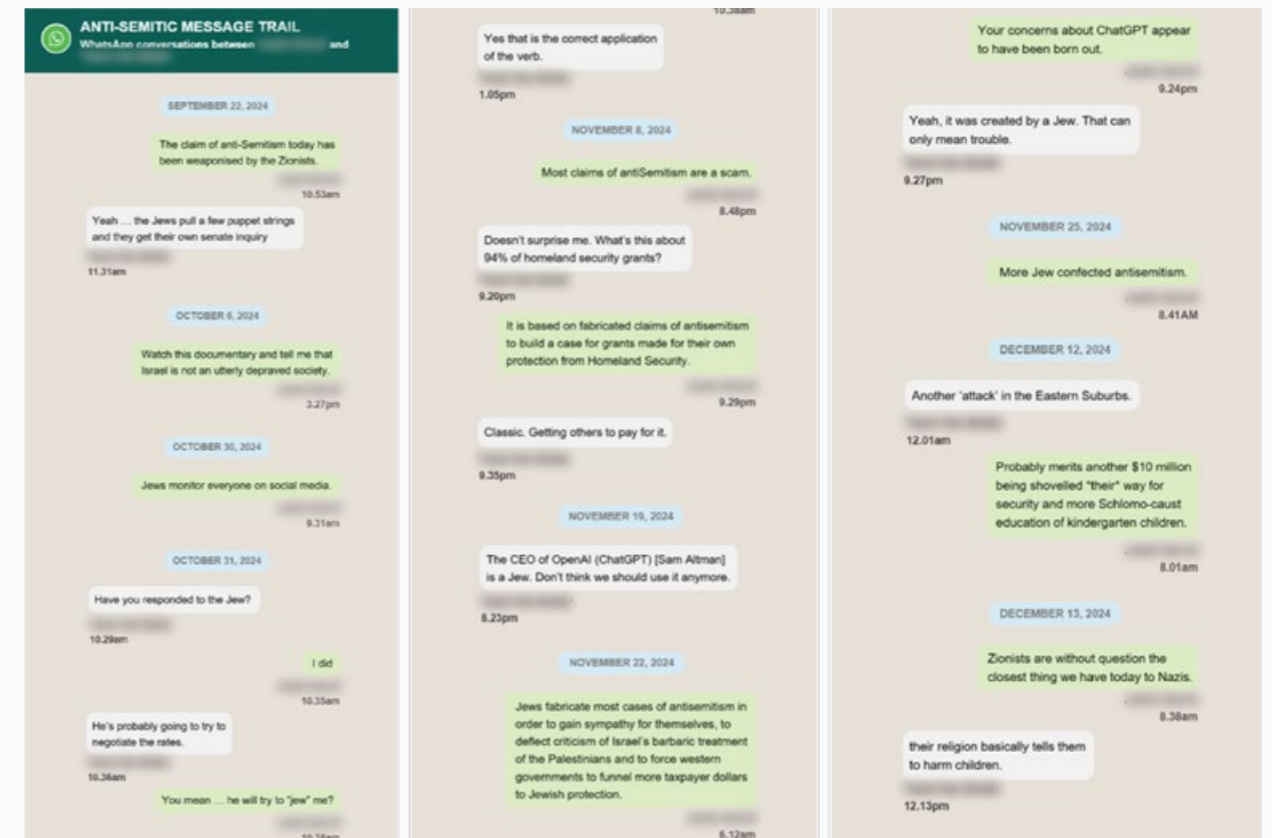 ANTI-SEMITIC MESSAGE TRAIL
WhatsApp conversations between and
SEPTEMBER 22, 2024
The claim of anti-Semitism today has
been weaponised by the Zionists.
10.53am
Yeah ... the Jews pull a few puppet strings
and they get their own senate inquiry
11.31am
OCTOBER 6, 2024
Watch this documentary and tell me that
Israel is not an utterly depraved society.
3.27pm
OCTOBER 30, 2024
Jews monitor everyone on social media.
9.31am
OCTOBER 31, 2024
Have you responded to the Jew?
10.29am
I did
10.35am
He's probably going to try to
negotiate the rates.
10.36am
You mean .... he will try to "jew" me?
10.38am
Yes that is the correct application
of the verb.
1.05pm
NOVEMBER 8, 2024
Most claims of antiSemitism are a scam.
8.48pm
Doesn't surprise me. What's this about
94% of homeland security grants?
9.20pm
It is based on fabricated claims of antisemitism
to build a case for grants made for their own
protection from Homeland Security.
9.29pm
Classic. Getting others to pay for it.
9.35pm
NOVEMBER 19, 2024
The CEO of OpenAI (ChatGPT) [Sam Altman]
is a Jew. Don't think we should use it anymore.
8.23pm
NOVEMBER 22, 2024
Jews fabricate most cases of antisemitism in
order to gain sympathy for themselves, to
deflect criticism of Israel's barbaric treatment
of the Palestinians and to force western
governments to funnel more taxpayer dollars
to Jewish protection.
6.12am
Your concerns about ChatGPT appear
to have been born out.
9.24pm
Yeah, it was created by a Jew. That can
only mean trouble.
9.27pm
NOVEMBER 25, 2024
More Jew confected antisemitism.
8.41AM
DECEMBER 12, 2024
Another 'attack' in the Eastern Suburbs.
12.01am
Probably merits another $10 million
being shovelled "their" way for
security and more Schlomo-caust
education of kindergarten children.
8.01am
DECEMBER 13, 2024
Zionists are without question the
closest thing we have today to Nazis.
8.38am
their religion basically tells them
to harm children.
12.13pm